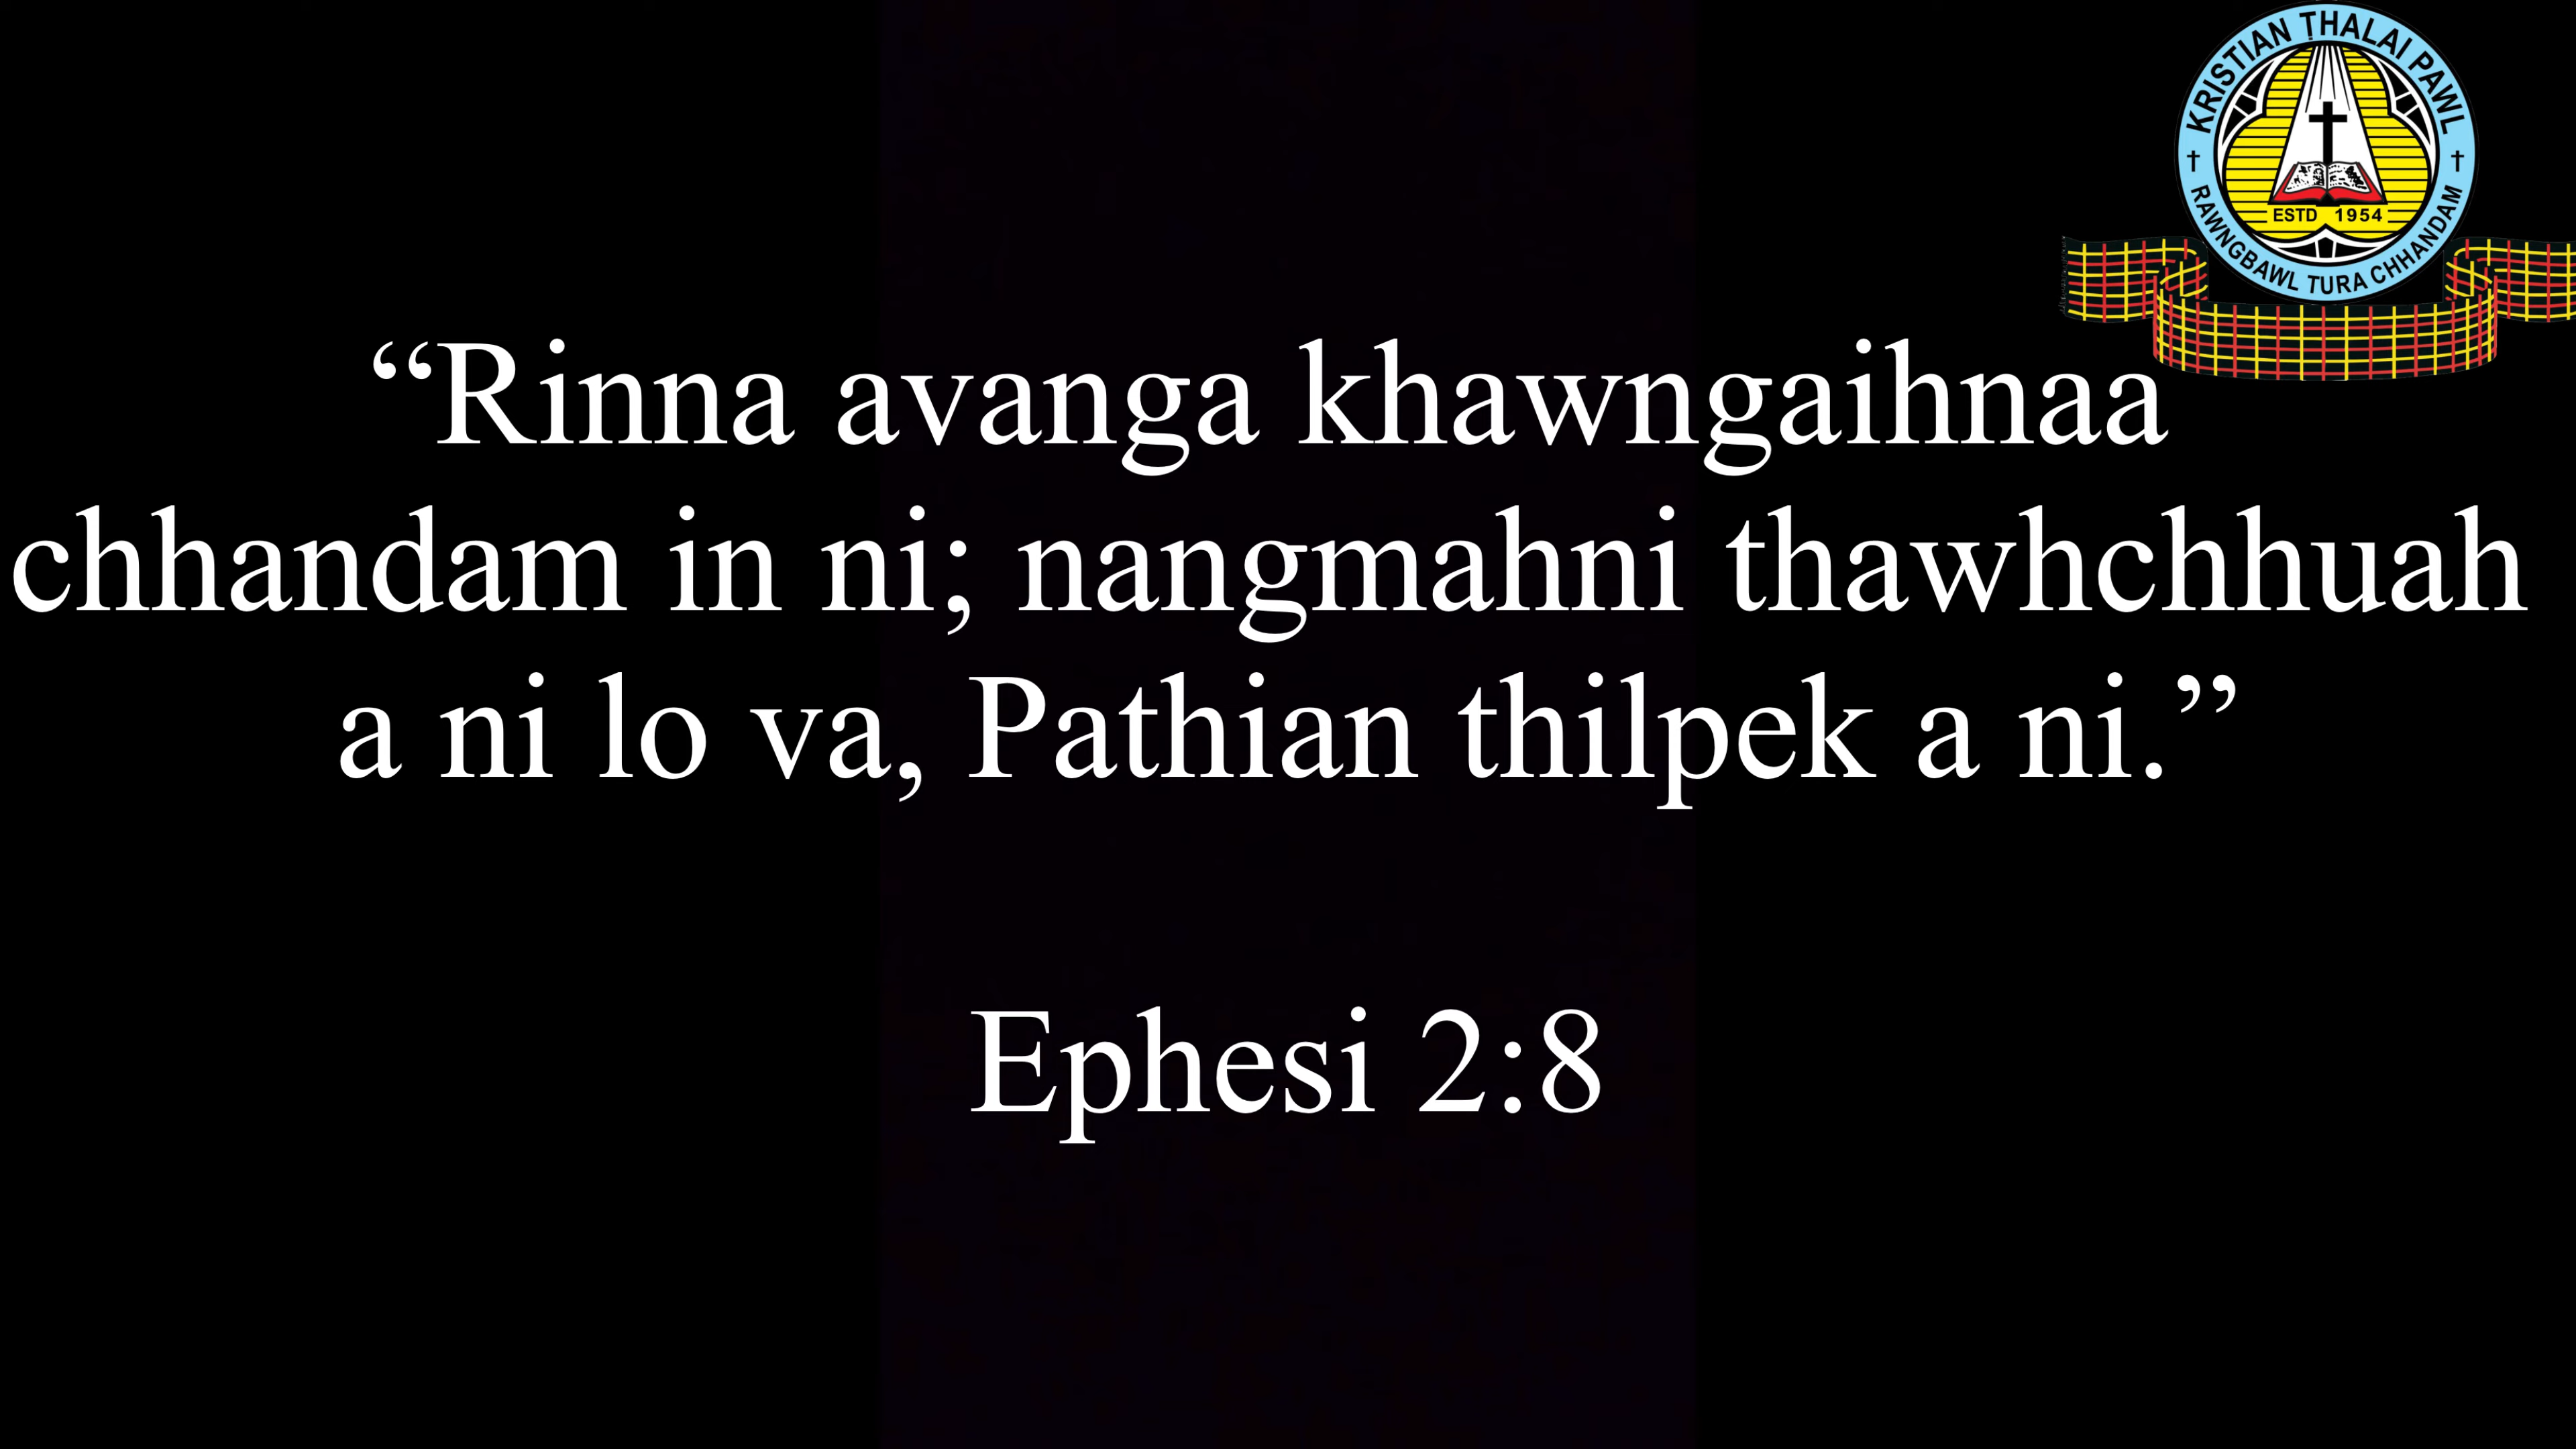 KRISTIAN ṬHALAI PAWL
ESTD 1954
RAWNGBAWL TURA CHHANDAM
“Rinna avanga khawngaihnaa
chhandam in ni; nangmahni thawhchhuah
a ni lo va, Pathian thilpek a ni.”
Ephesi 2:8